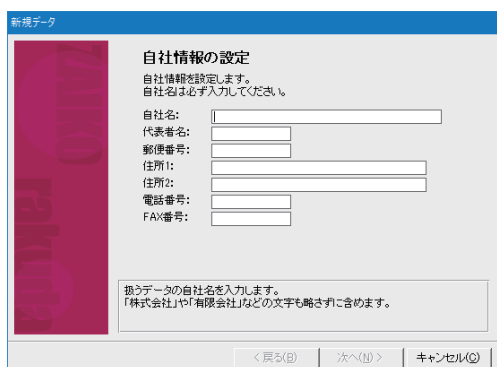 新規データ
ZAIKO rakuda
自社情報の設定
自社情報を設定します。
自社名は必ず入力してください。
自社名:
代表者名:
郵便番号:
住所1:
住所2:
電話番号:
FAX番号:
扱うデータの自社名を入力します。
「株式会社」や「有限会社」などの文字も略さずに含めます。
< 戻る(B) 次へ(N) > キャンセル(C)